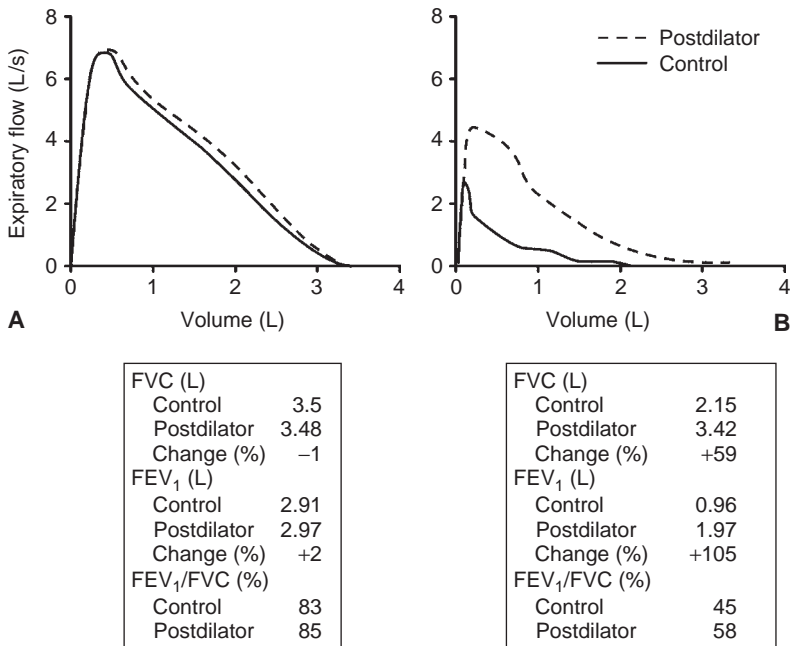 8
6
4
2
0
Expiratory flow (L/s)
0 1 2 3 4
Volume (L)
A
8
6
4
2
0
Postdilator
Control
0 1 2 3 4
Volume (L)
B
FVC (L)
Control 3.5
Postdilator 3.48
Change (%) −1
FEV1 (L)
Control 2.91
Postdilator 2.97
Change (%) +2
FEV1/FVC (%)
Control 83
Postdilator 85
FVC (L)
Control 2.15
Postdilator 3.42
Change (%) +59
FEV1 (L)
Control 0.96
Postdilator 1.97
Change (%) +105
FEV1/FVC (%)
Control 45
Postdilator 58